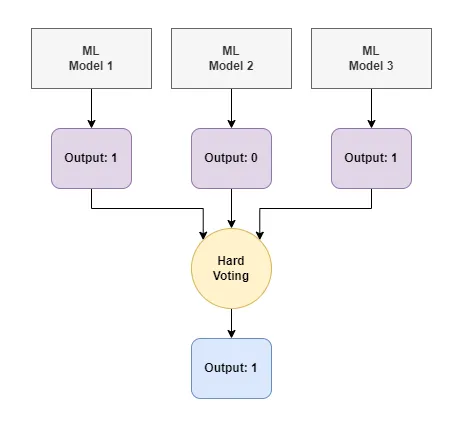 ML
Model 1
ML
Model 2
ML
Model 3
Output: 1
Output: 0
Output: 1
Hard
Voting
Output: 1